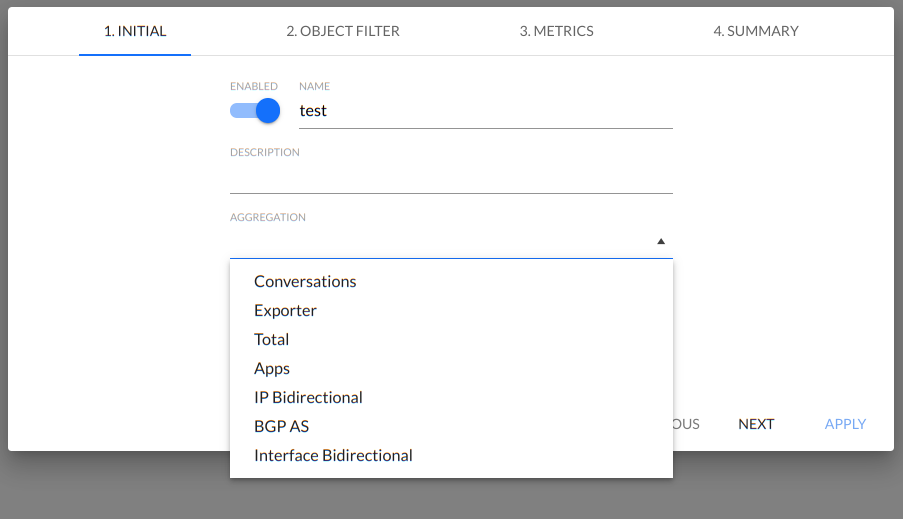 1. INITIAL 2. OBJECT FILTER 3. METRICS 4. SUMMARY
ENABLED NAME
test
DESCRIPTION
AGGREGATION
Conversations
Exporter
Total
Apps
IP Bidirectional
BGP AS
Interface Bidirectional
OUS NEXT APPLY